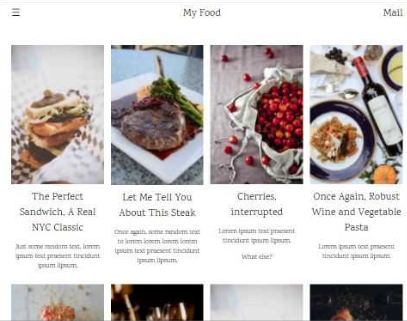 ☰ My Food Mail
The Perfect
Sandwich, A Real
NYC Classic
Just some random text, lorem
ipsum text praesent tincidunt
ipsum lipsum.
Let Me Tell You
About This Steak
Once again, some random text
to lorem lorem lorem lorem
ipsum text praesent tincidunt
ipsum lipsum.
Cherries,
interrupted
Lorem ipsum text praesent
tincidunt ipsum lipsum.
What else?
Once Again, Robust
Wine and Vegetable
Pasta
Lorem ipsum text praesent
tincidunt ipsum lipsum.